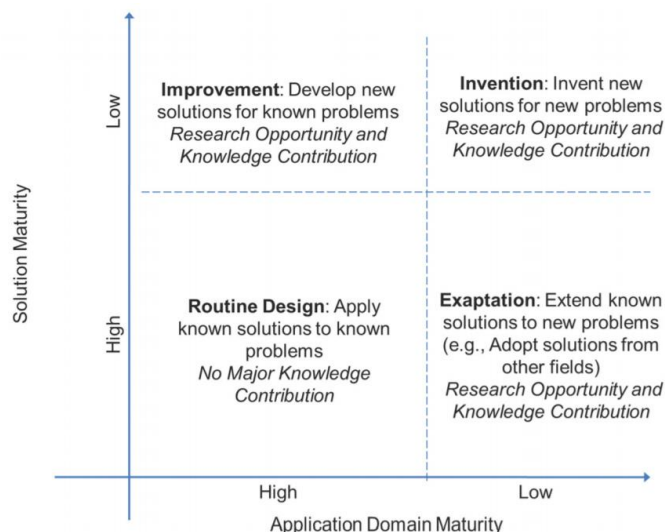 Solution Maturity
Low
High
Improvement: Develop new
solutions for known problems
Research Opportunity and
Knowledge Contribution
Invention: Invent new
solutions for new problems
Research Opportunity and
Knowledge Contribution
Routine Design: Apply
known solutions to known
problems
No Major Knowledge
Contribution
Exaptation: Extend known
solutions to new problems
(e.g., Adopt solutions from
other fields)
Research Opportunity and
Knowledge Contribution
High
Low
Application Domain Maturity